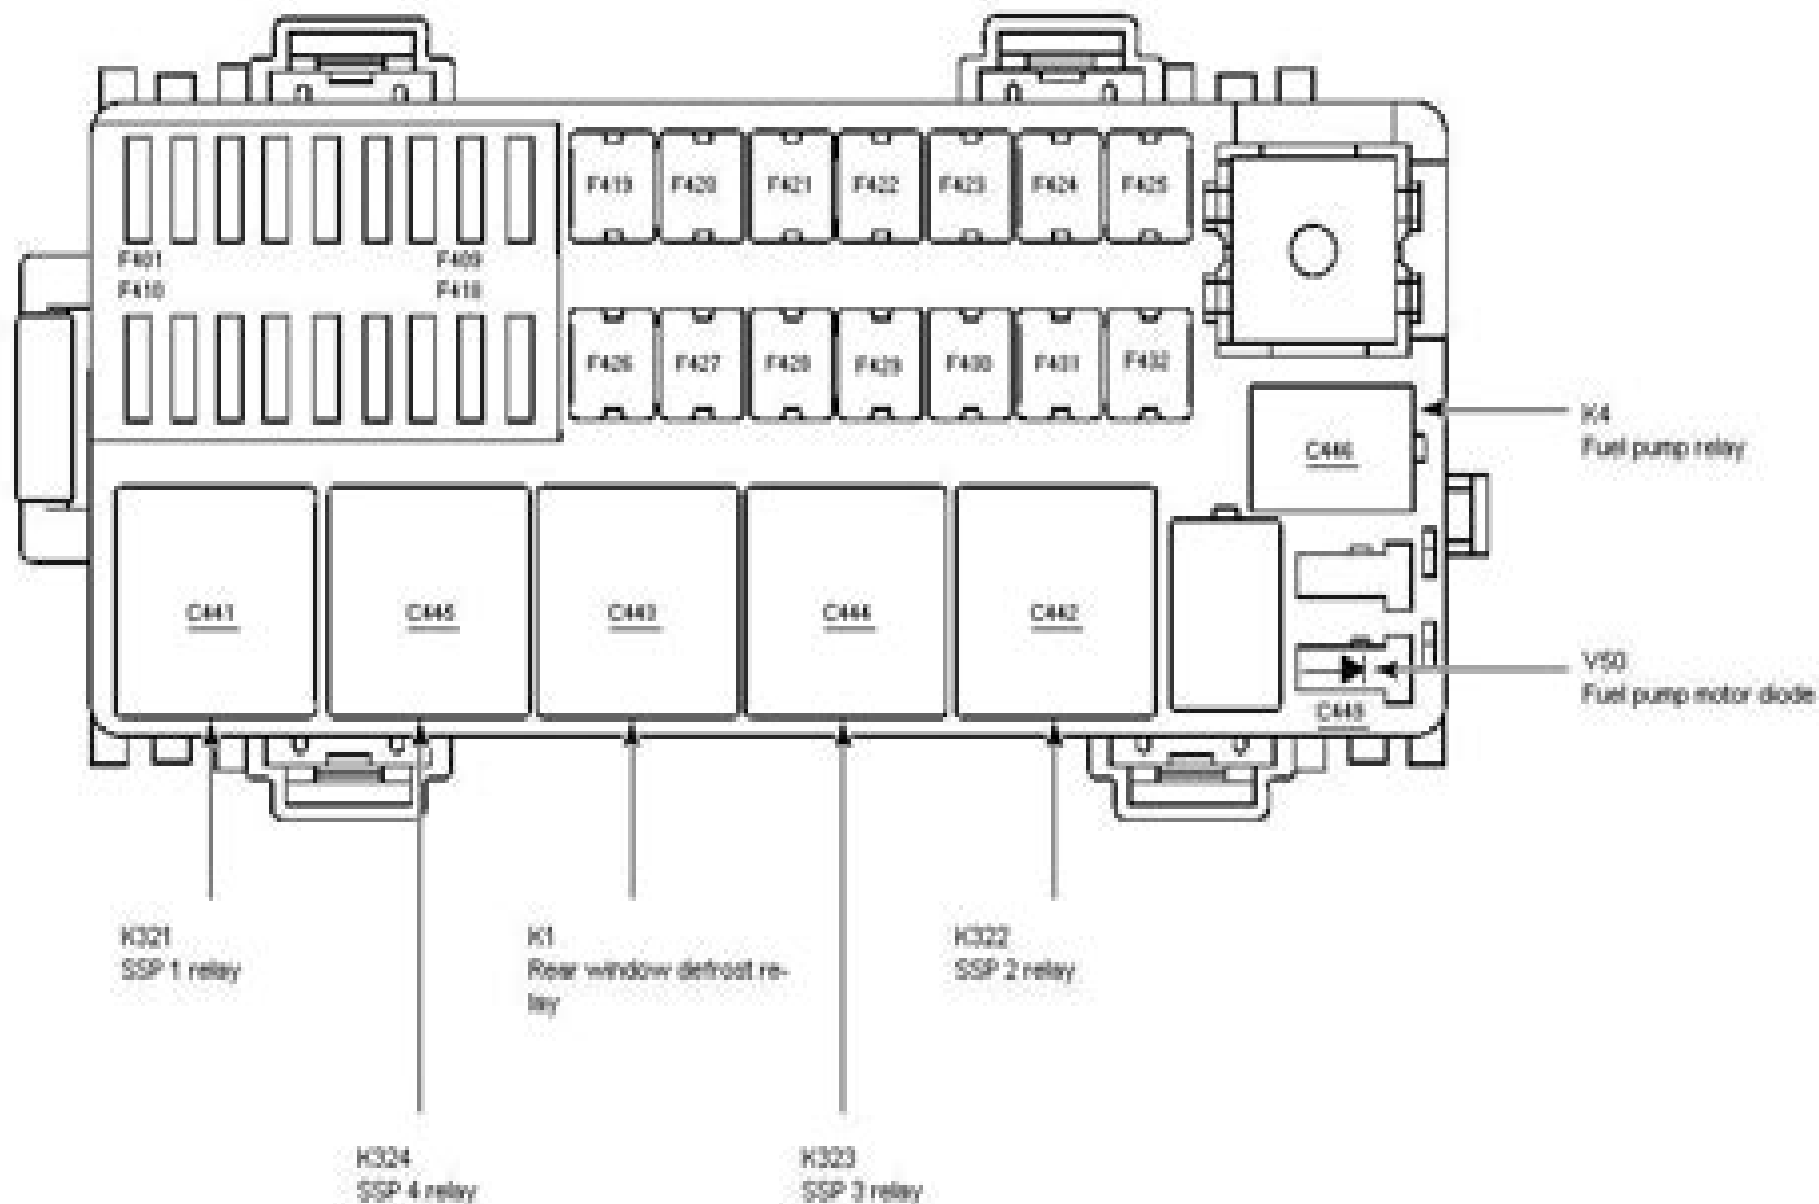 F419 F420 F421 F422 F423 F424 F425
F401 F409
F410 F418
F426 F427 F428 F429 F430 F431 F432
K4
Fuel pump relay
C446
C441 C445 C443 C444 C442
V50
Fuel pump motor diode
C449
K321
SSP 1 relay
K1
Rear window defrost re-
lay
K322
SSP 2 relay
K324
SSP 4 relay
K323
SSP 3 relay